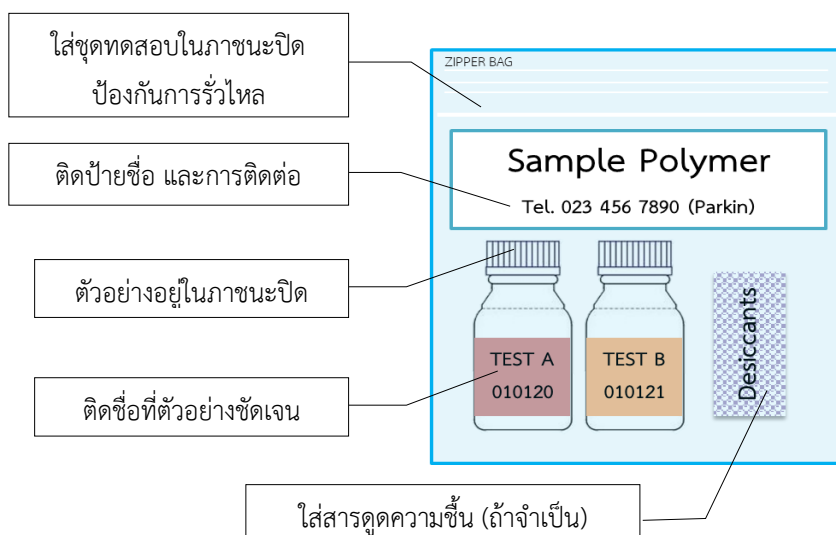 ใส่ชุดทดสอบในภาชนะปิด
ป้องกันการรั่วไหล
ติดป้ายชื่อ และการติดต่อ
ตัวอย่างอยู่ในภาชนะปิด
ติดชื่อที่ตัวอย่างชัดเจน
ใส่สารดูดความชื้น (ถ้าจำเป็น)
ZIPPER BAG
Sample Polymer
Tel. 023 456 7890 (Parkin)
TEST A
010120
TEST B
010121
Desiccants